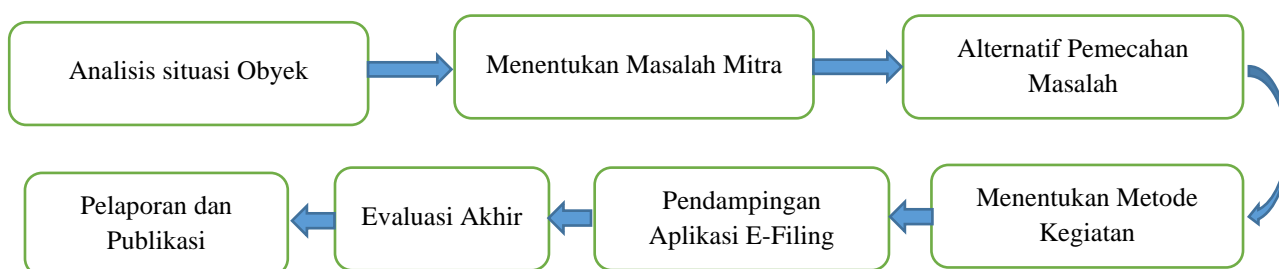 Analisis situasi Obyek
Menentukan Masalah Mitra
Alternatif Pemecahan
Masalah
Menentukan Metode
Kegiatan
Pendampingan
Aplikasi E-Filing
Evaluasi Akhir
Pelaporan dan
Publikasi